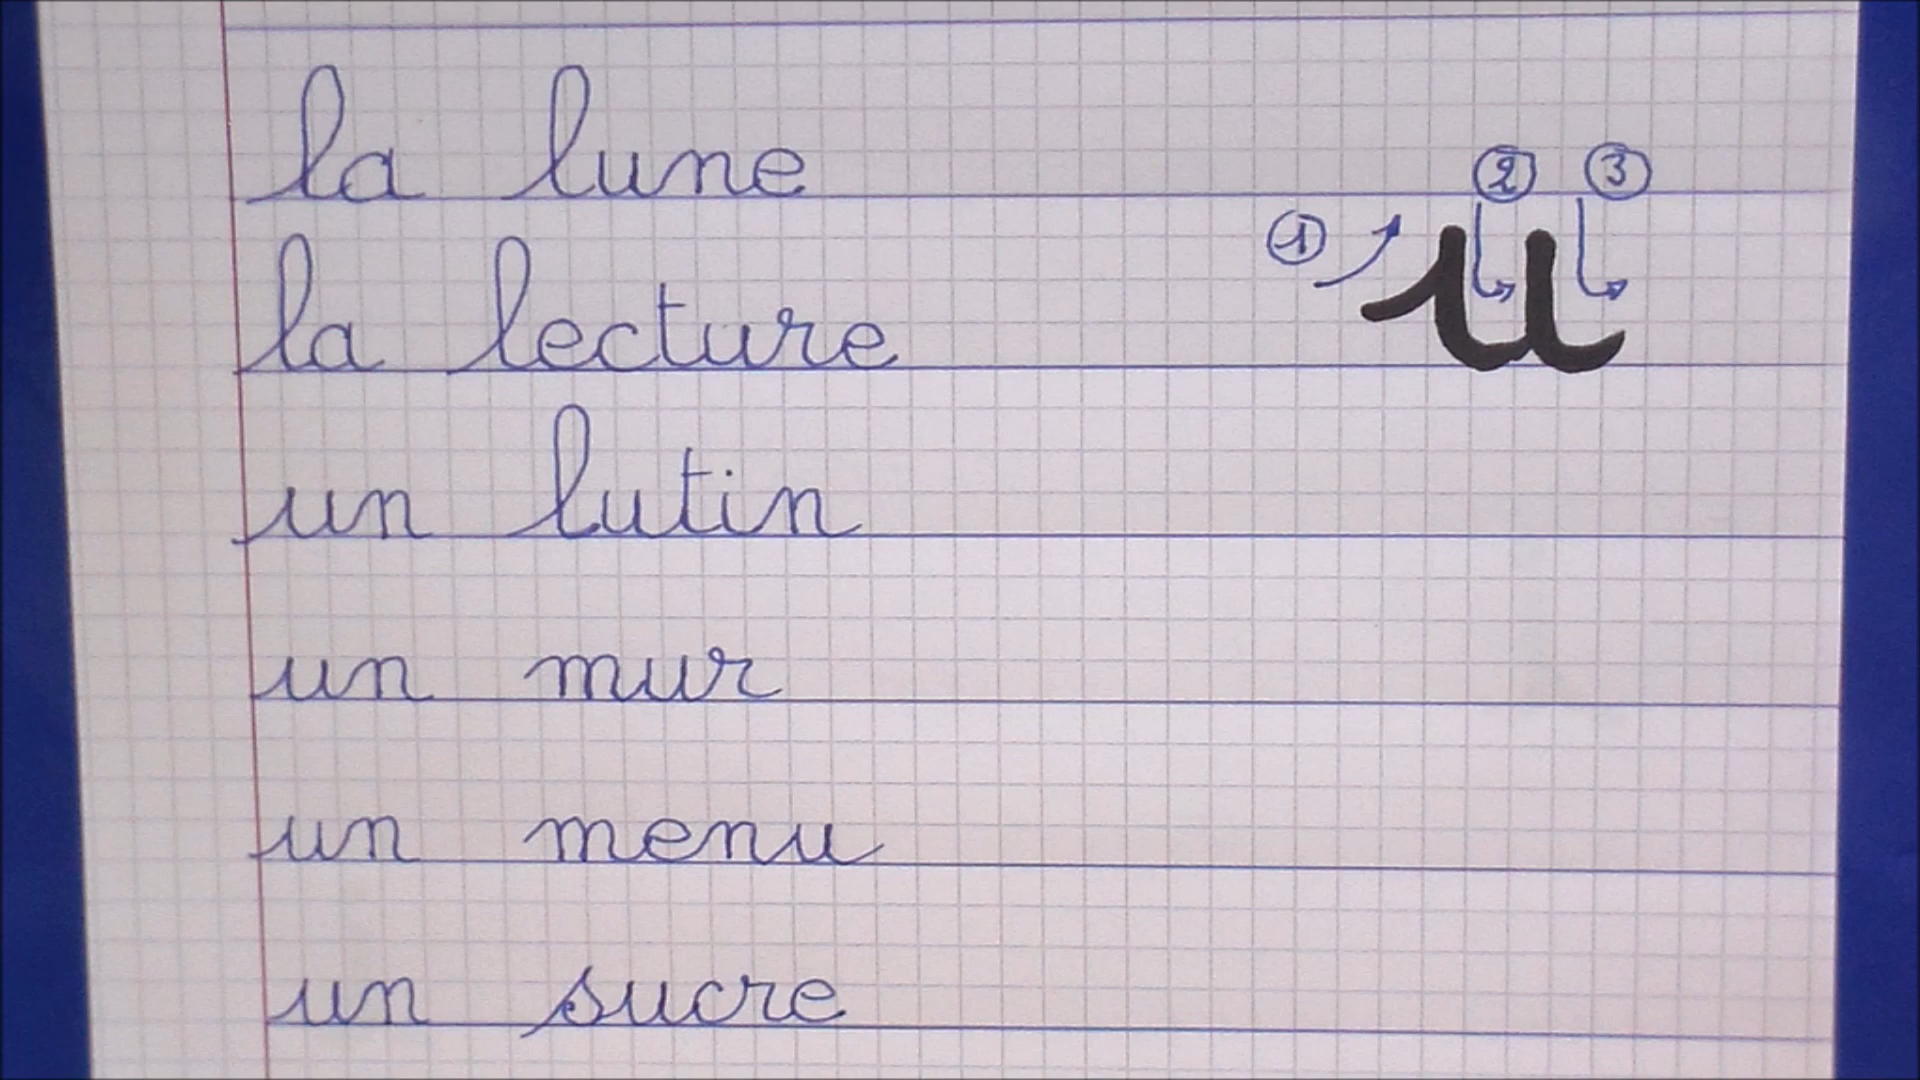 la lune
② ③
① u
la lecture
un lutin
un mur
un menu
un sucre